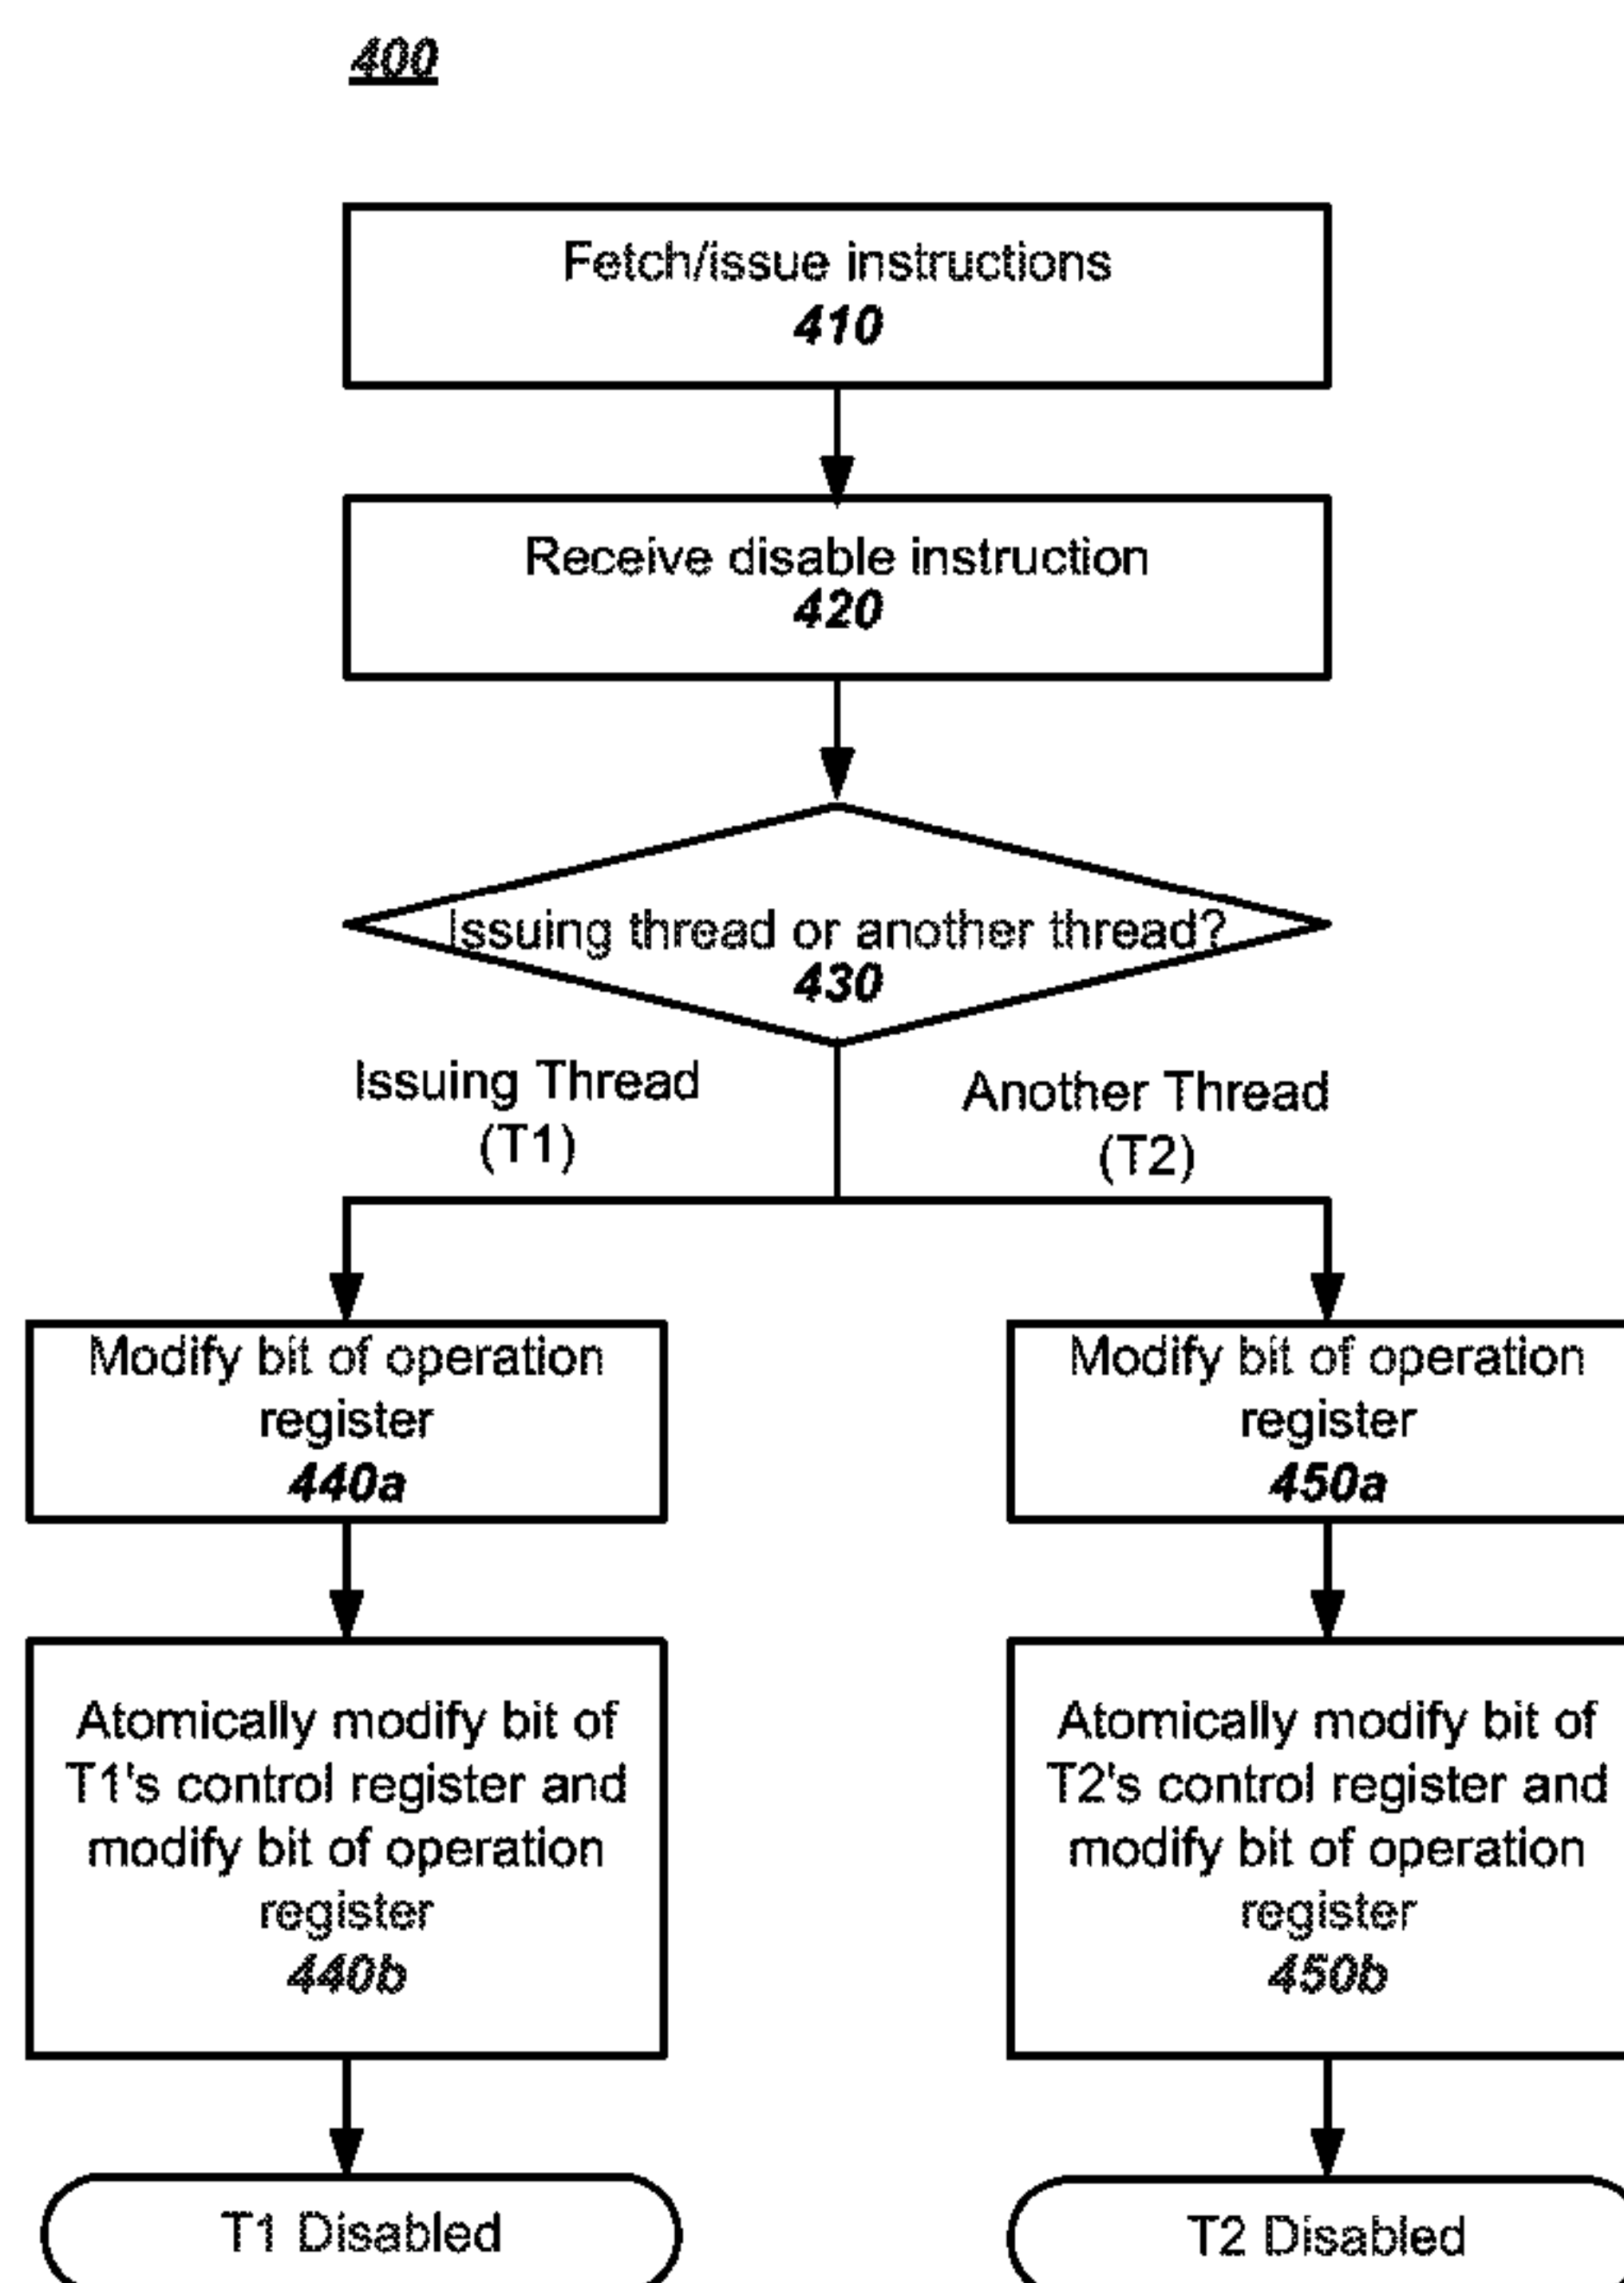 400
Fetch/issue instructions
410
Receive disable instruction
420
Issuing thread or another thread?
430
Issuing Thread
(T1)
Another Thread
(T2)
Modify bit of operation
register
440a
Modify bit of operation
register
450a
Atomically modify bit of
T1's control register and
modify bit of operation
register
440b
Atomically modify bit of
T2's control register and
modify bit of operation
register
450b
T1 Disabled
T2 Disabled